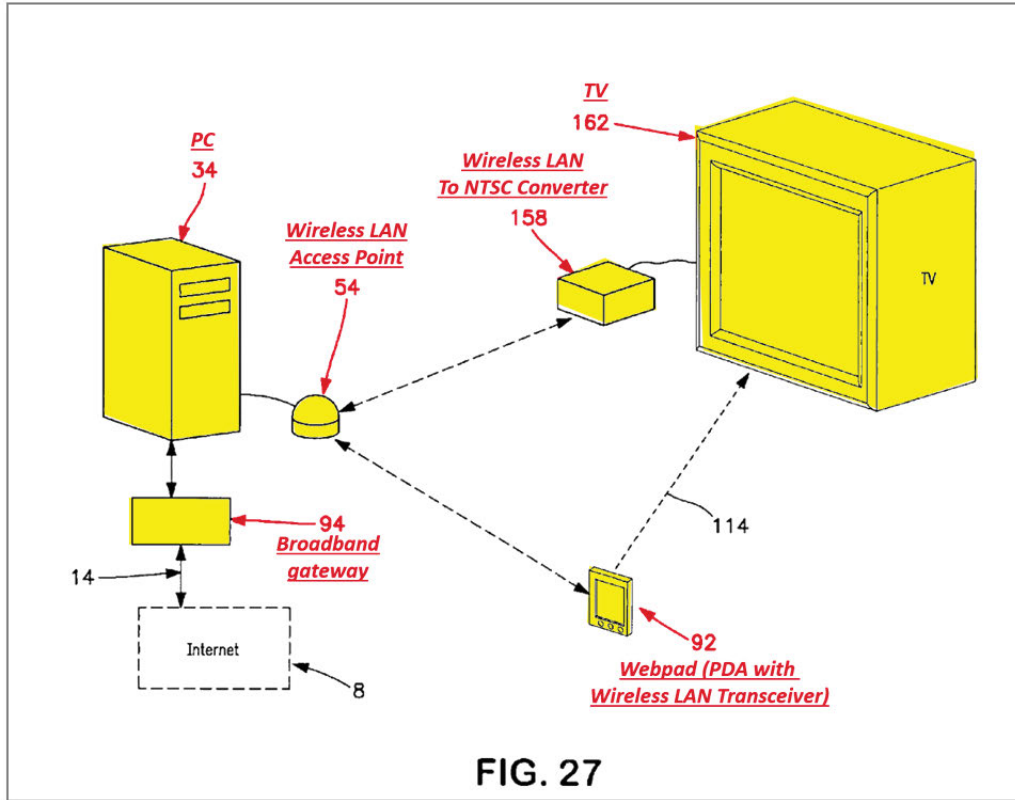 TV
162
PC
34
Wireless LAN
To NTSC Converter
158
Wireless LAN
Access Point
54
TV
94
Broadband
gateway
114
14
Internet
8
92
Webpad (PDA with
Wireless LAN Transceiver)
FIG. 27